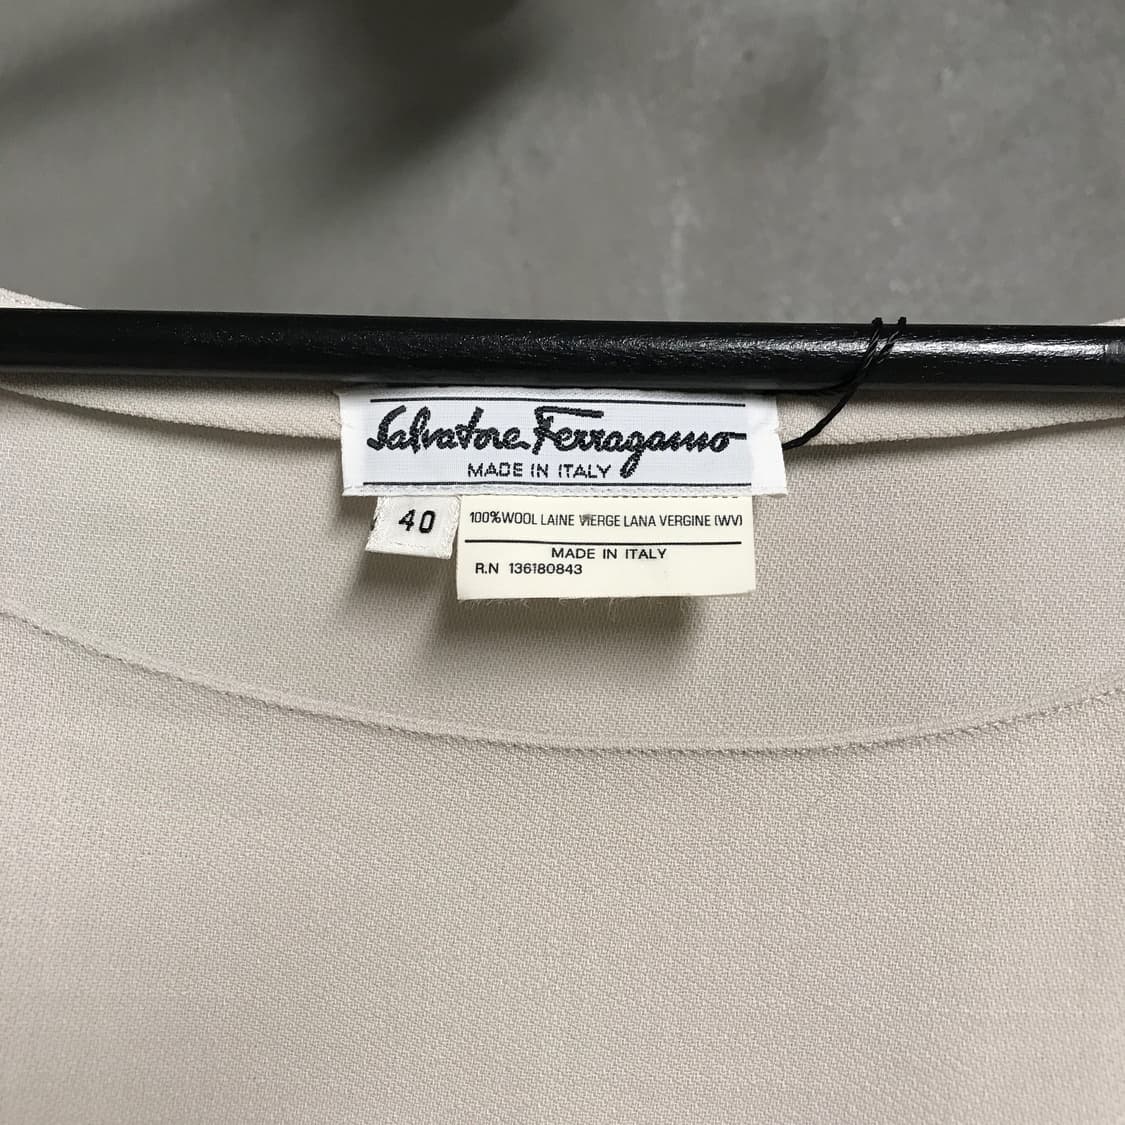 Salvatore Ferragamo
MADE IN ITALY
40
100%WOOL LAINE VIERGE LANA VERGINE (WV)
MADE IN ITALY
R.N 136180843